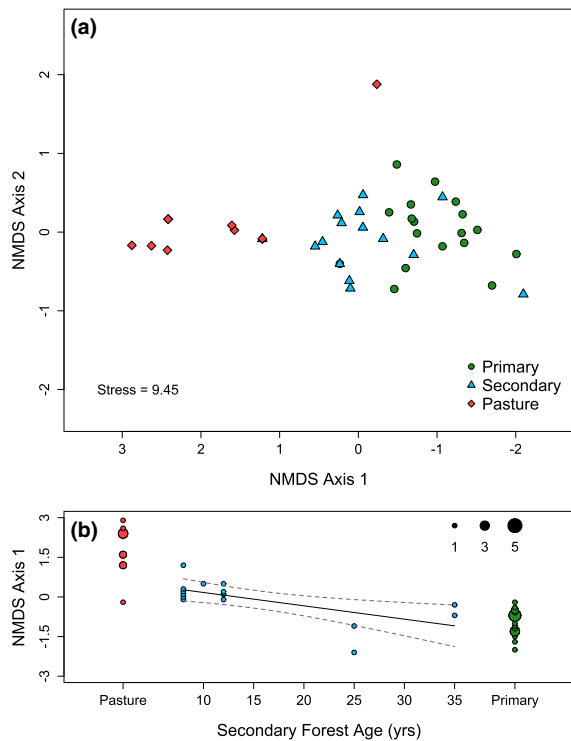 (a)
NMDS Axis 2
2
1
0
-1
-2
Primary
Secondary
Pasture
Stress = 9.45
3 2 1 0 -1 -2
NMDS Axis 1
(b)
NMDS Axis 1
3
1.5
0
-1.5
-3
1 3 5
Pasture 10 15 20 25 30 35 Primary
Secondary Forest Age (yrs)